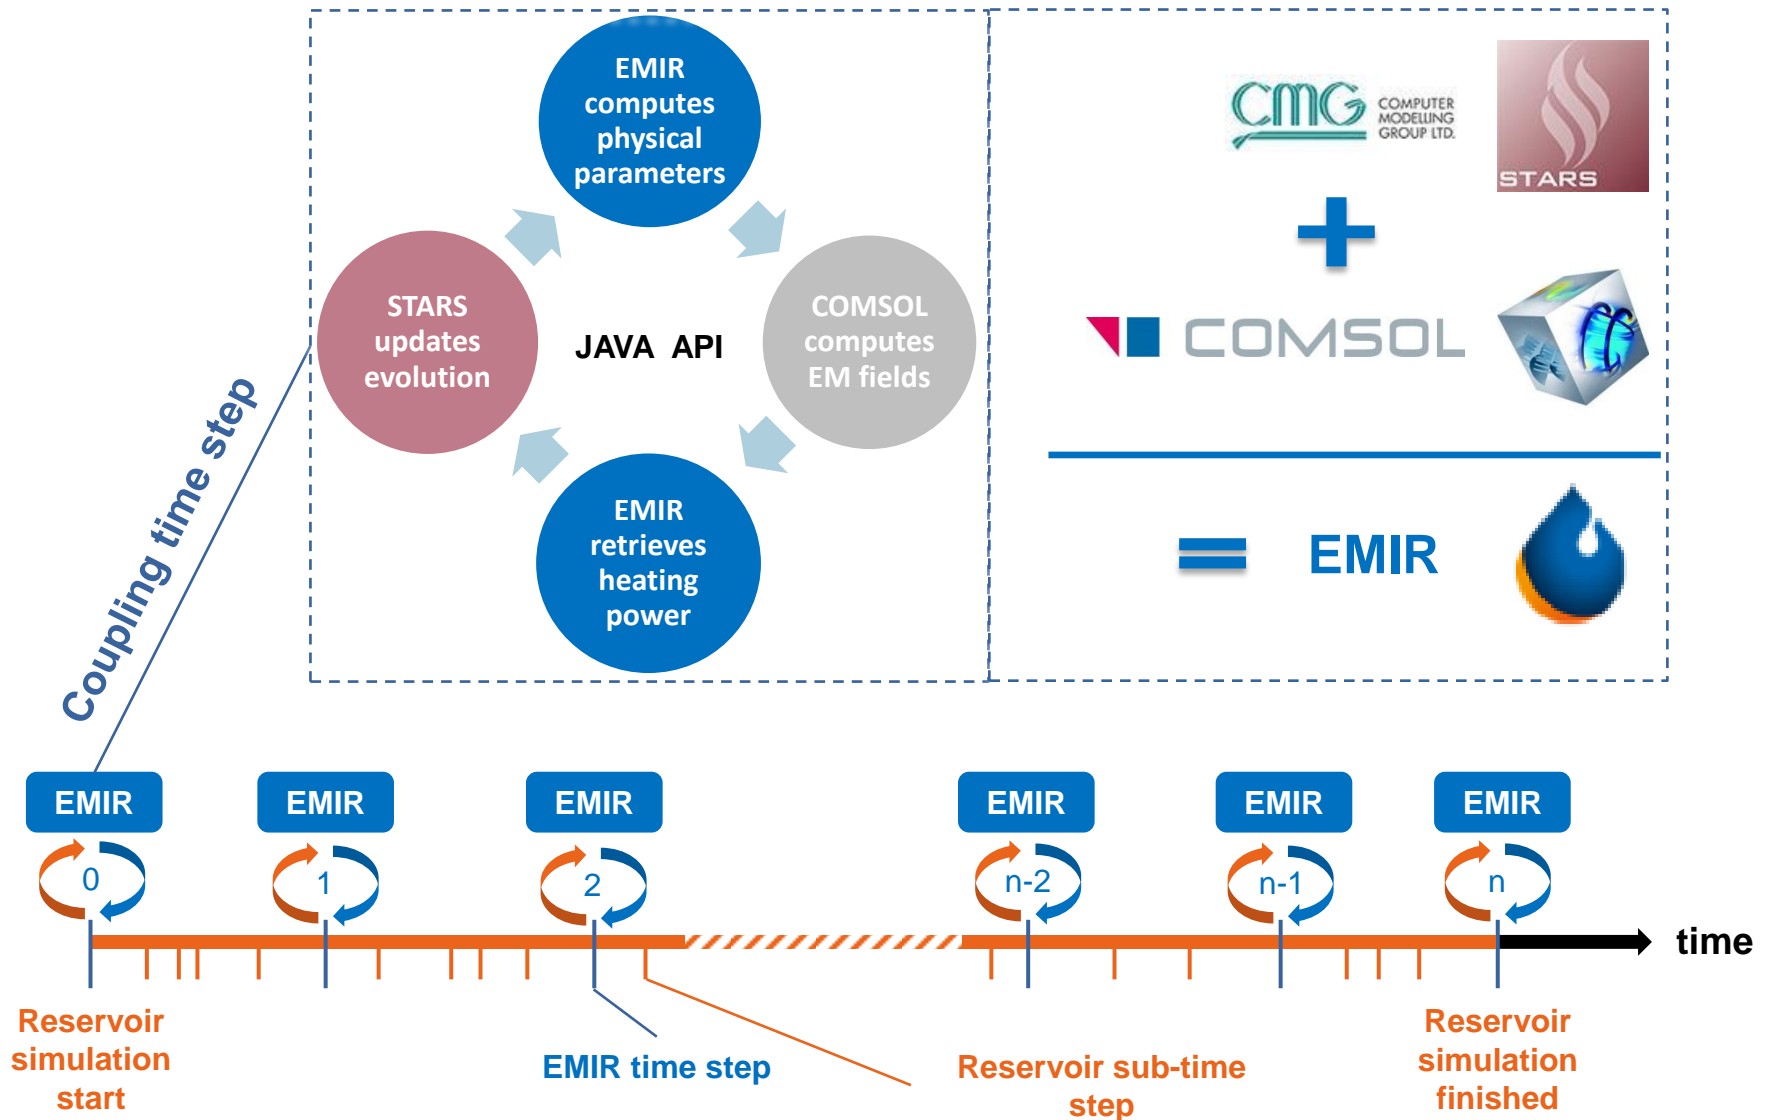 EMIR
computes
physical
parameters
STARS
updates
evolution
JAVA API
COMSOL
computes
EM fields
EMIR
retrieves
heating
power
CMG
COMPUTER
MODELLING
GROUP LTD.
STARS
+
COMSOL
= EMIR
Coupling time step
EMIR EMIR EMIR EMIR EMIR EMIR
0 1 2 n-2 n-1 n
time
Reservoir
simulation
start
EMIR time step
Reservoir sub-time
step
Reservoir
simulation
finished